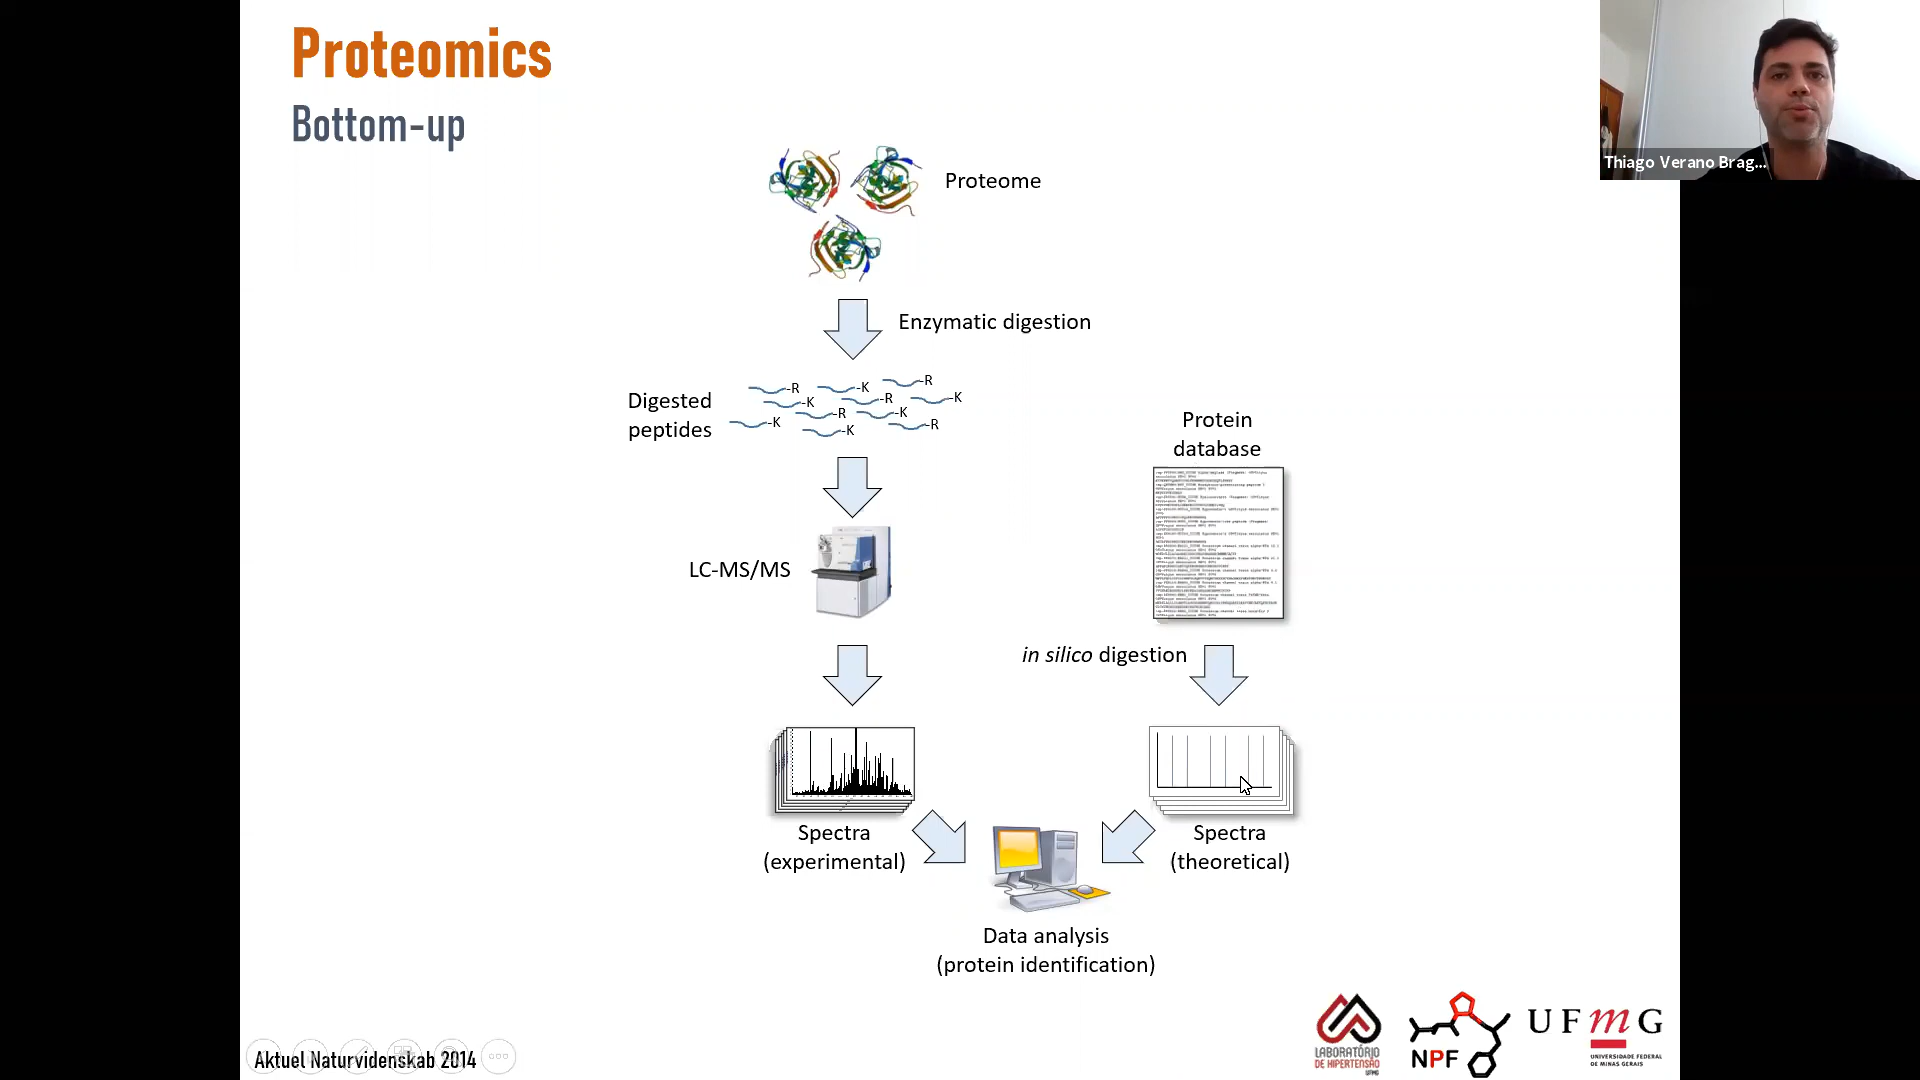 Proteomics
Bottom-up
Thiago Verano Brag...
Proteome
Enzymatic digestion
Digested
peptides
-R
-K
-R
-K
-R
-K
-R
-K
-K
-K
-R
Protein
database
LC-MS/MS
in silico digestion
Spectra
(experimental)
Spectra
(theoretical)
Data analysis
(protein identification)
Aktuel Naturvidenskab 2014
LABORATÓRIO
DE HIPERTENSÃO
UFMG
NPF
UFmG
UNIVERSIDADE FEDERAL
DE MINAS GERAIS